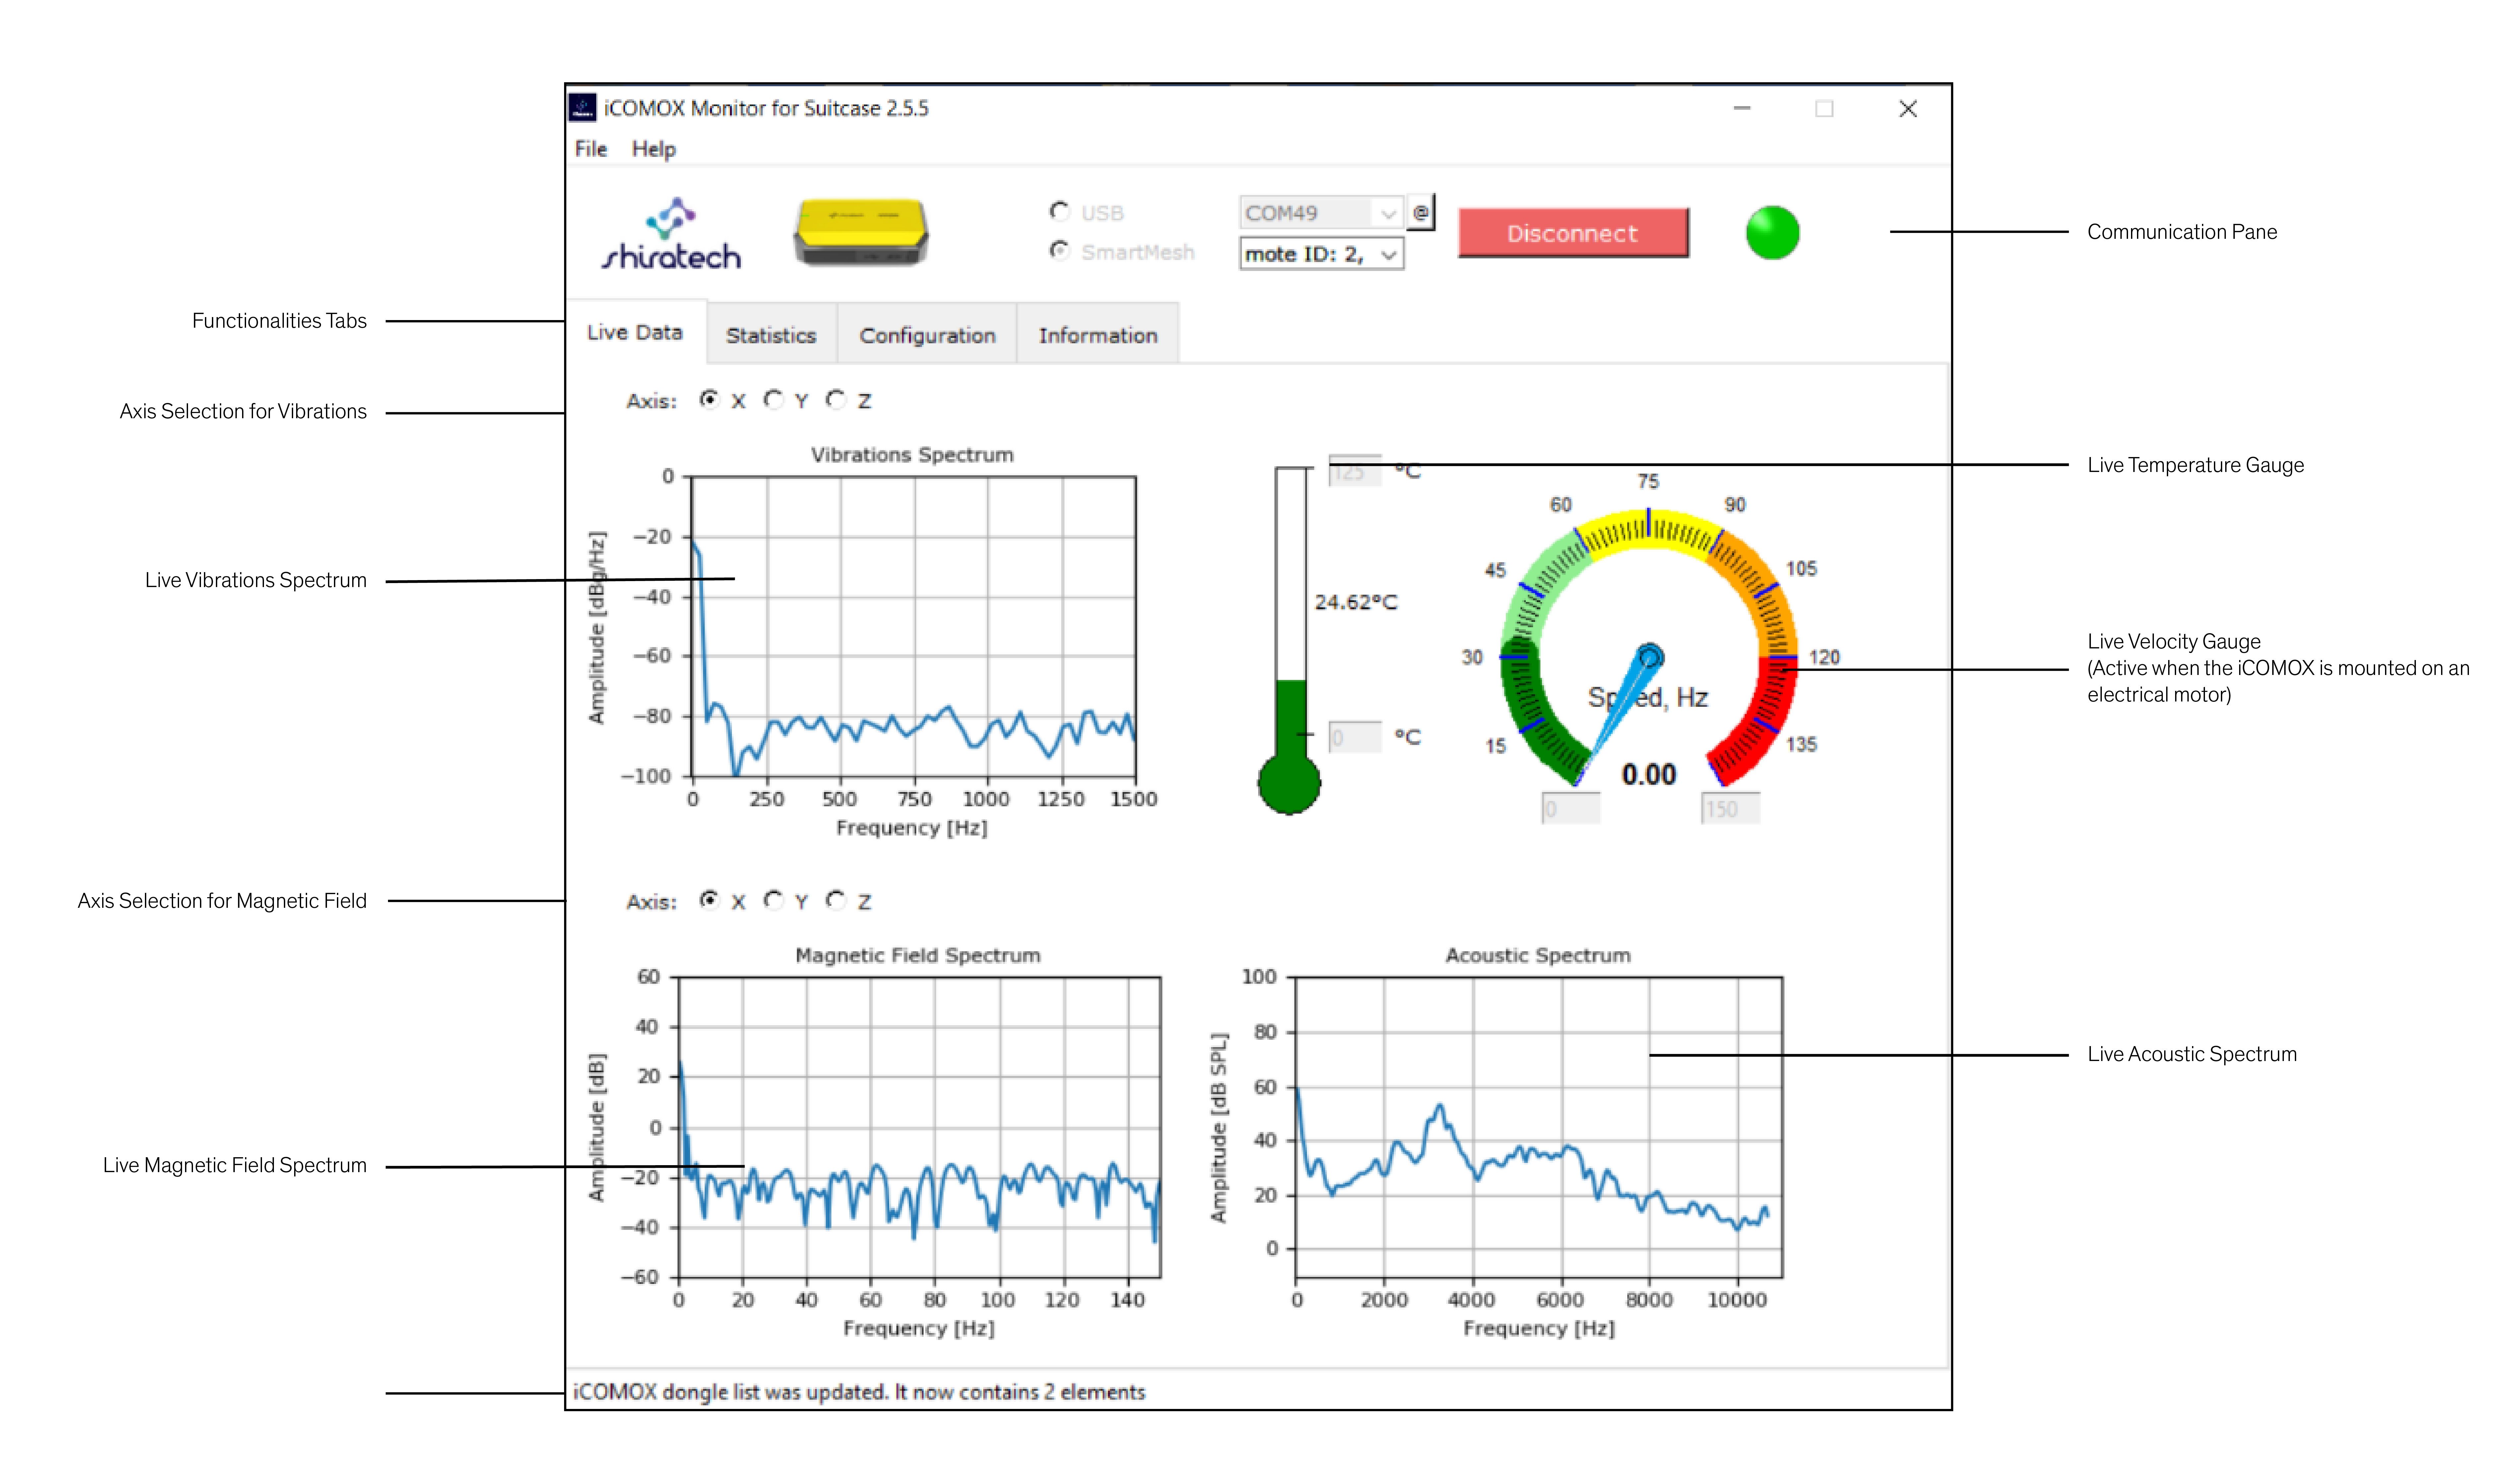 iCOMOX Monitor for Suitcase 2.5.5
File Help
shiratech
USB
SmartMesh
COM49
@
mote ID: 2,
Disconnect
Communication Pane
Functionalities Tabs
Live Data
Statistics
Configuration
Information
Axis Selection for Vibrations
Axis: X Y Z
Vibrations Spectrum
Live Vibrations Spectrum
Amplitude [dBg/Hz]
0
−20
−40
−60
−80
−100
0 250 500 750 1000 1250 1500
Frequency [Hz]
125 °C
24.62°C
0 °C
Live Temperature Gauge
0
15
30
45
60
75
90
105
120
135
150
Speed, Hz
0.00
Live Velocity Gauge
(Active when the iCOMOX is mounted on an
electrical motor)
Axis Selection for Magnetic Field
Axis: X Y Z
Magnetic Field Spectrum
Live Magnetic Field Spectrum
Amplitude [dB]
60
40
20
0
−20
−40
−60
0 20 40 60 80 100 120 140
Frequency [Hz]
Acoustic Spectrum
Amplitude [dB SPL]
100
80
60
40
20
0
0 2000 4000 6000 8000 10000
Frequency [Hz]
Live Acoustic Spectrum
iCOMOX dongle list was updated. It now contains 2 elements